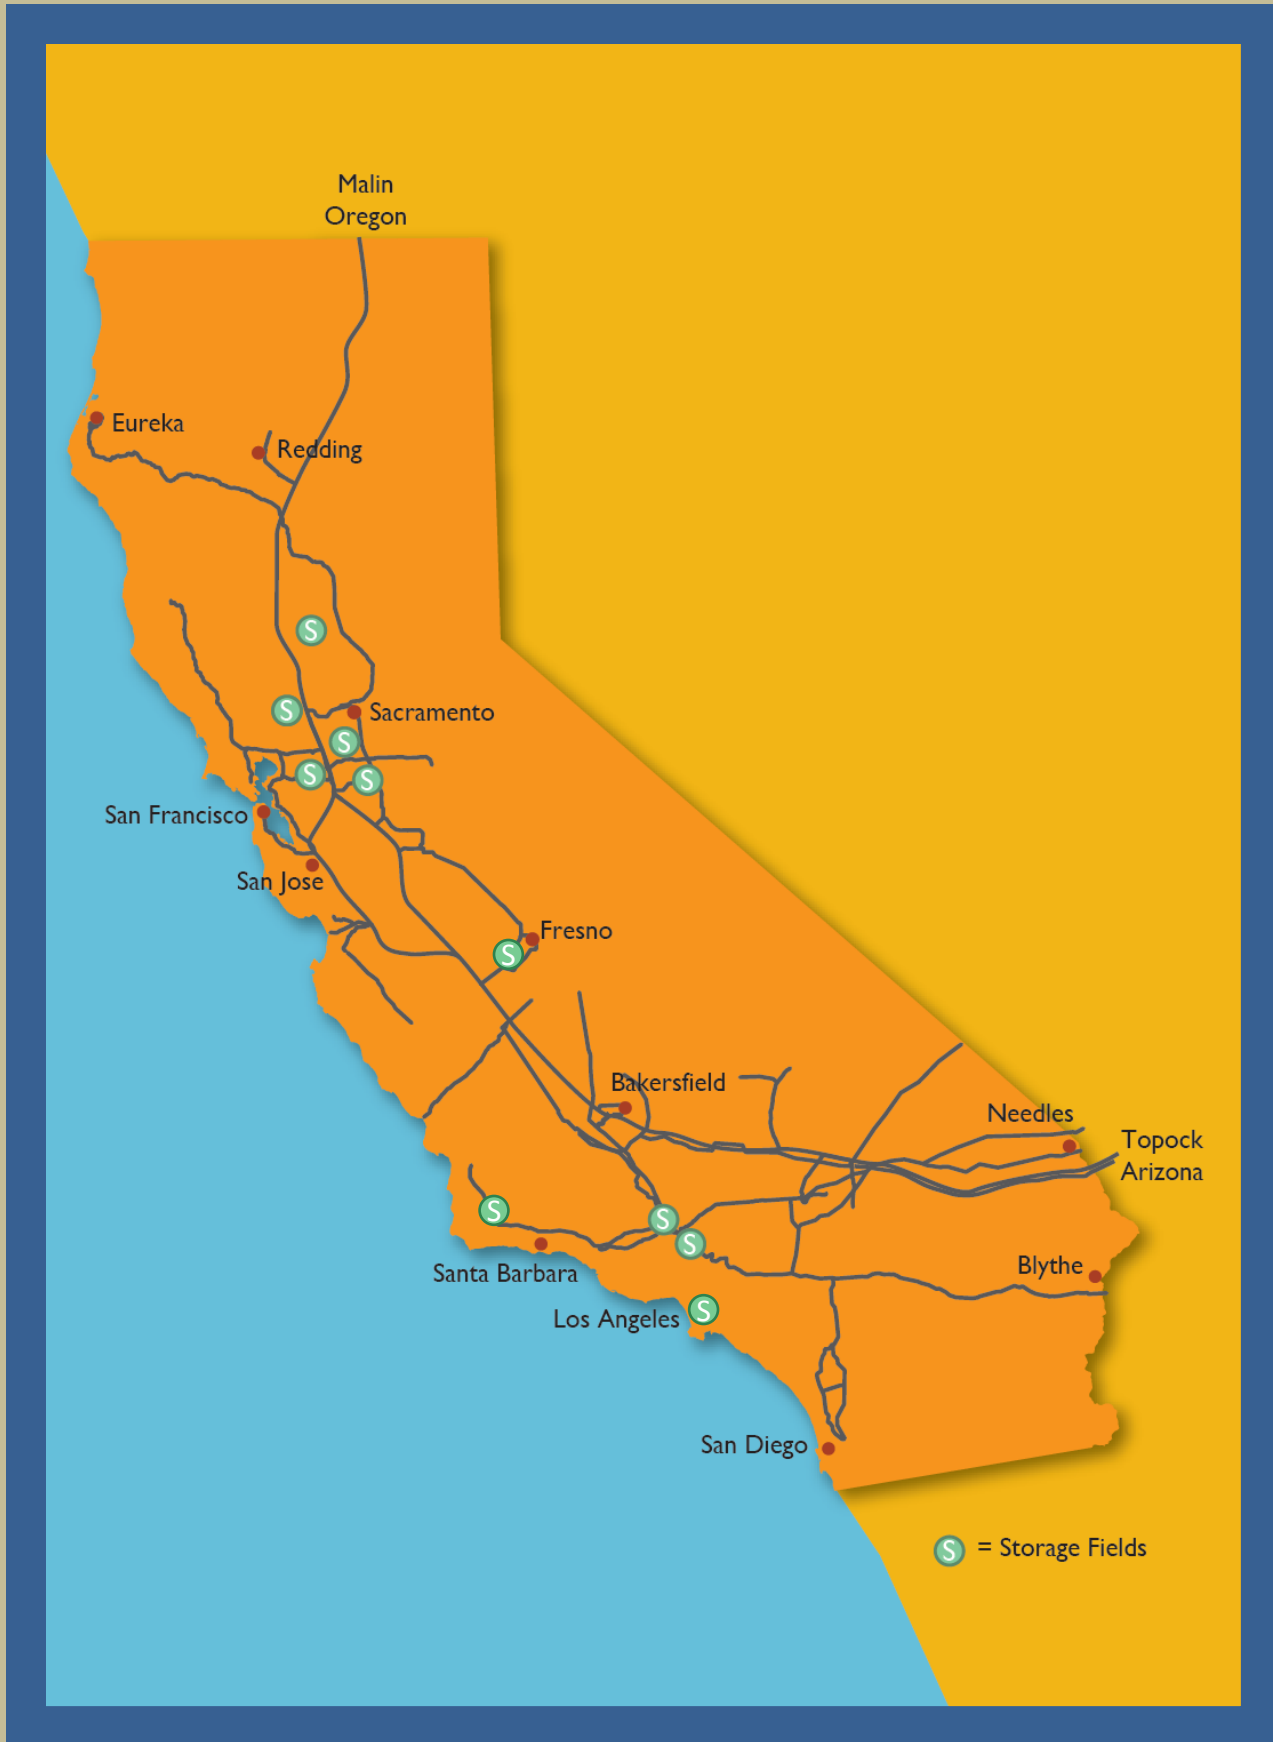 Malin
Oregon
Eureka
Redding
S
S
Sacramento
S
S
S
San Francisco
San Jose
Fresno
S
Bakersfield
Needles
Topock
Arizona
S
S
S
Santa Barbara
Blythe
Los Angeles
S
San Diego
S = Storage Fields